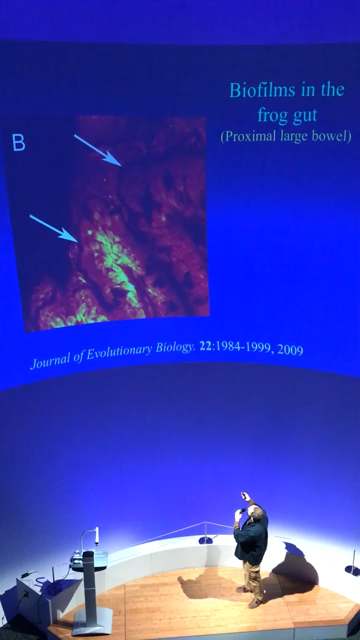 Biofilms in the
frog gut
(Proximal large bowel)
B
Journal of Evolutionary Biology. 22:1984-1999, 2009